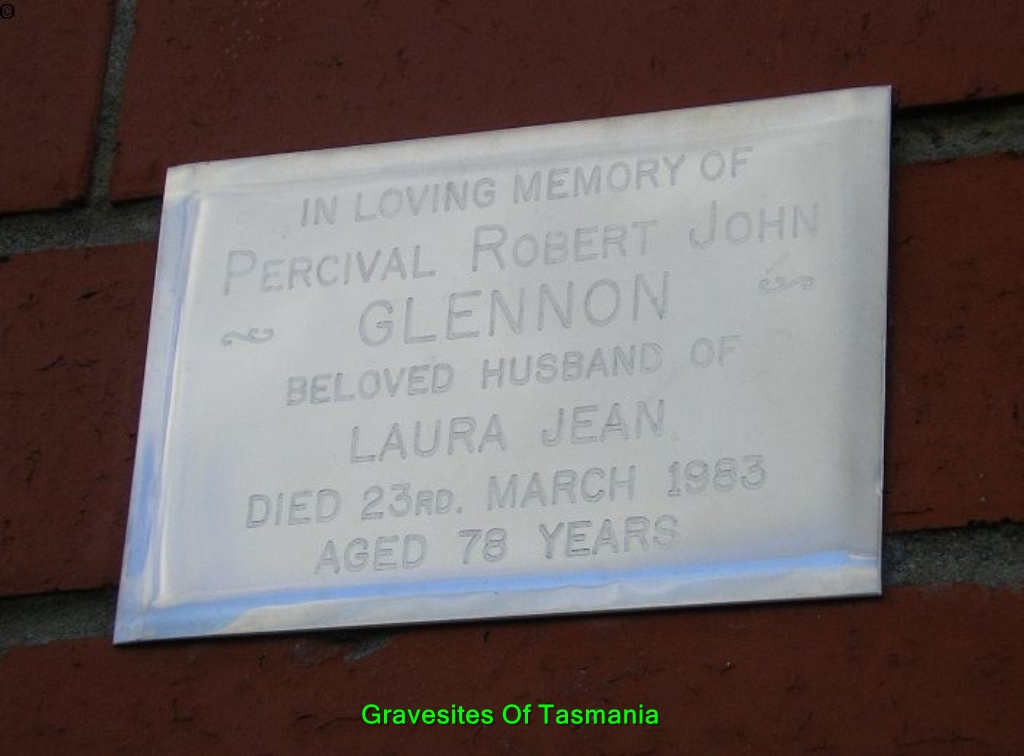 ©
IN LOVING MEMORY OF
PERCIVAL ROBERT JOHN
GLENNON
BELOVED HUSBAND OF
LAURA JEAN.
DIED 23RD. MARCH 1983
AGED 78 YEARS
Gravesites Of Tasmania